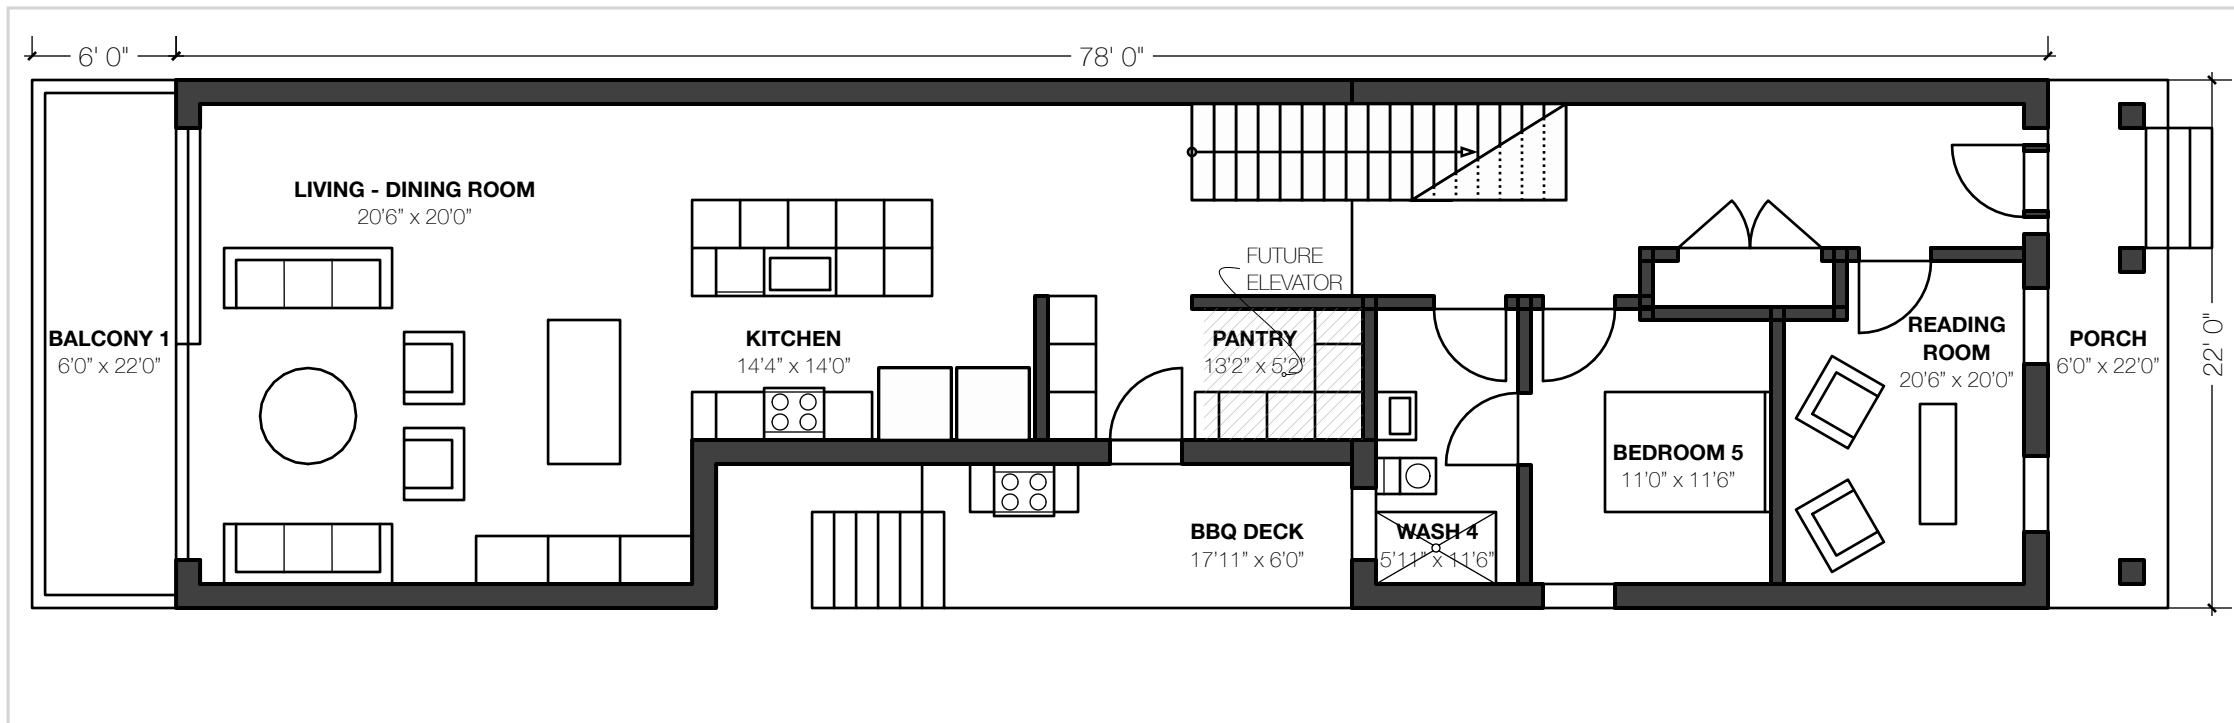 6' 0"
78' 0"
LIVING - DINING ROOM
20'6” x 20'0”
FUTURE
ELEVATOR
BALCONY 1
6'0” x 22'0”
KITCHEN
14'4” x 14'0”
PANTRY
13'2” x 5'2”
READING
ROOM
20'6” x 20'0”
PORCH
6'0” x 22'0”
22' 0"
BEDROOM 5
11'0” x 11'6”
BBQ DECK
17'11” x 6'0”
WASH 4
5'11” x 11'6”